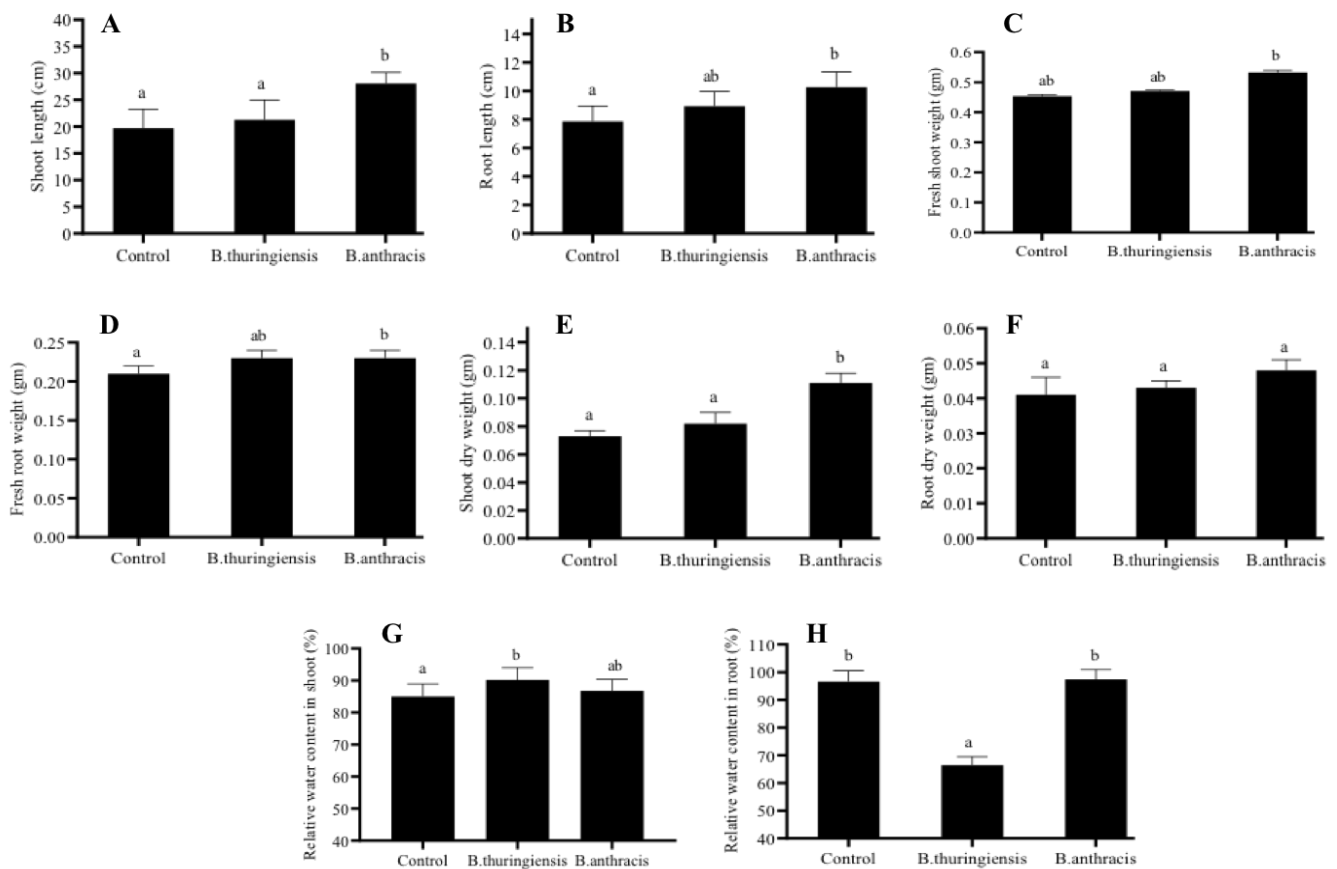 A
Shoot length (cm)
40
35
30
25
20
15
10
5
0
a
a
b
Control B.thuringiensis B.anthracis
B
Root length (cm)
14
12
10
8
6
4
2
0
a
ab
b
Control B.thuringiensis B.anthracis
C
Fresh shoot weight (gm)
0.6
0.5
0.4
0.3
0.2
0.1
0.0
ab
ab
b
Control B.thuringiensis B.anthracis
D
Fresh root weight (gm)
0.25
0.20
0.15
0.10
0.05
0.00
a
ab
b
Control B.thuringiensis B.anthracis
E
Shoot dry weight (gm)
0.14
0.12
0.10
0.08
0.06
0.04
0.02
0.00
a
a
b
Control B.thuringiensis B.anthracis
F
Root dry weight (gm)
0.06
0.05
0.04
0.03
0.02
0.01
0.00
a
a
a
Control B.thuringiensis B.anthracis
G
Relative water content in shoot (%)
100
90
80
70
60
50
40
a
b
ab
Control B.thuringiensis B.anthracis
H
Relative water content in root (%)
110
100
90
80
70
60
50
40
b
a
b
Control B.thuringiensis B.anthracis